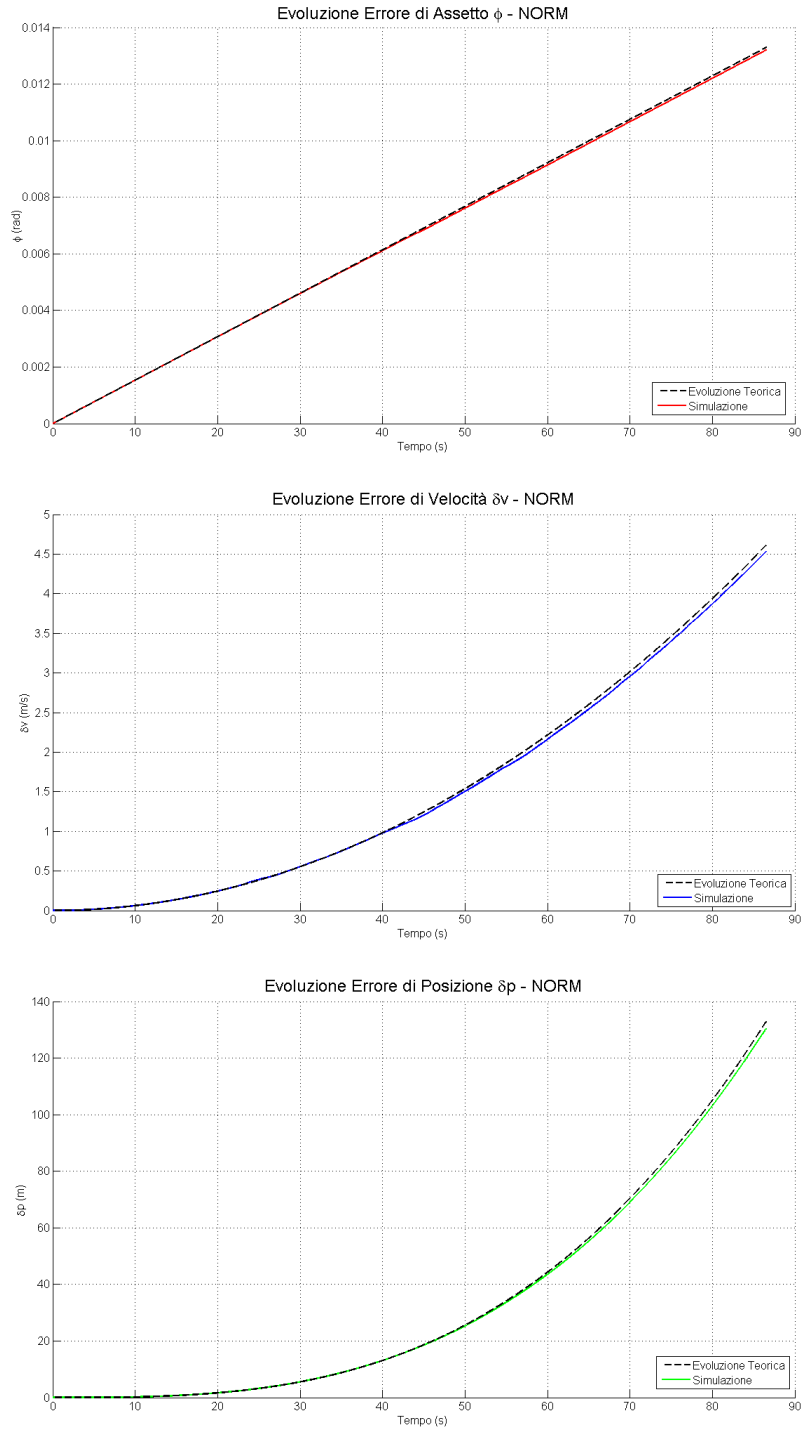 Evoluzione Errore di Assetto ϕ - NORM
0.014
0.012
0.01
0.008
0.006
0.004
0.002
0
ϕ (rad)
0 10 20 30 40 50 60 70 80 90
Tempo (s)
Evoluzione Teorica
Simulazione
Evoluzione Errore di Velocità δv - NORM
5
4.5
4
3.5
3
2.5
2
1.5
1
0.5
0
δv (m/s)
0 10 20 30 40 50 60 70 80 90
Tempo (s)
Evoluzione Teorica
Simulazione
Evoluzione Errore di Posizione δp - NORM
140
120
100
80
60
40
20
0
δp (m)
0 10 20 30 40 50 60 70 80 90
Tempo (s)
Evoluzione Teorica
Simulazione